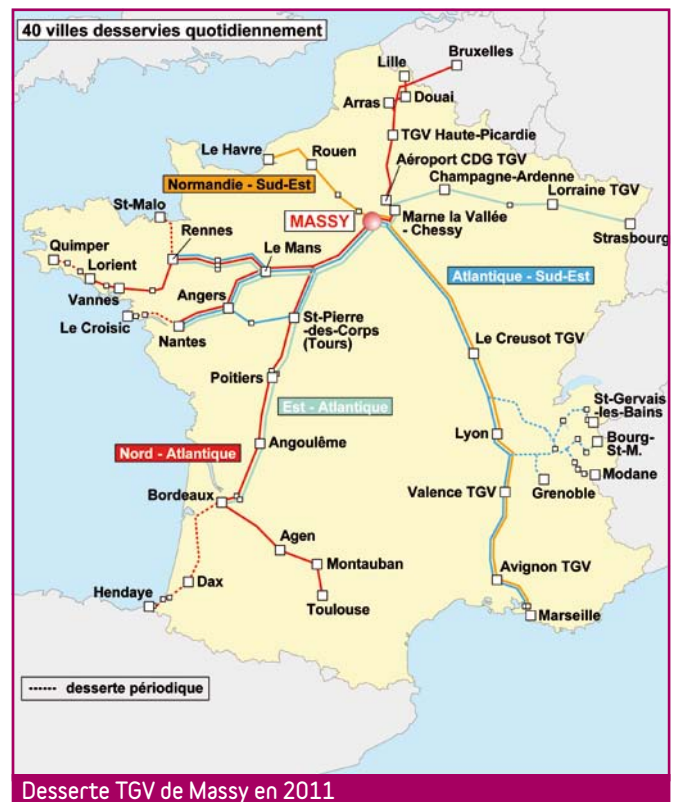 40 villes desservies quotidiennement
Bruxelles
Lille
Arras
Douai
TGV Haute-Picardie
Le Havre
Rouen
Aéroport CDG TGV
Champagne-Ardenne
Normandie - Sud-Est
Lorraine TGV
St-Malo
MASSY
Marne la Vallée
- Chessy
Strasbourg
Rennes
Quimper
Le Mans
Lorient
Atlantique - Sud-Est
Vannes
Angers
Le Croisic
Nantes
St-Pierre
-des-Corps
(Tours)
Le Creusot TGV
Poitiers
St-Gervais
-les-Bains
Est - Atlantique
Lyon
Bourg-
St-M.
Angoulême
Nord - Atlantique
Modane
Valence TGV
Grenoble
Bordeaux
Agen
Montauban
Avignon TGV
Dax
Hendaye
Toulouse
Marseille
desserte périodique
Desserte TGV de Massy en 2011